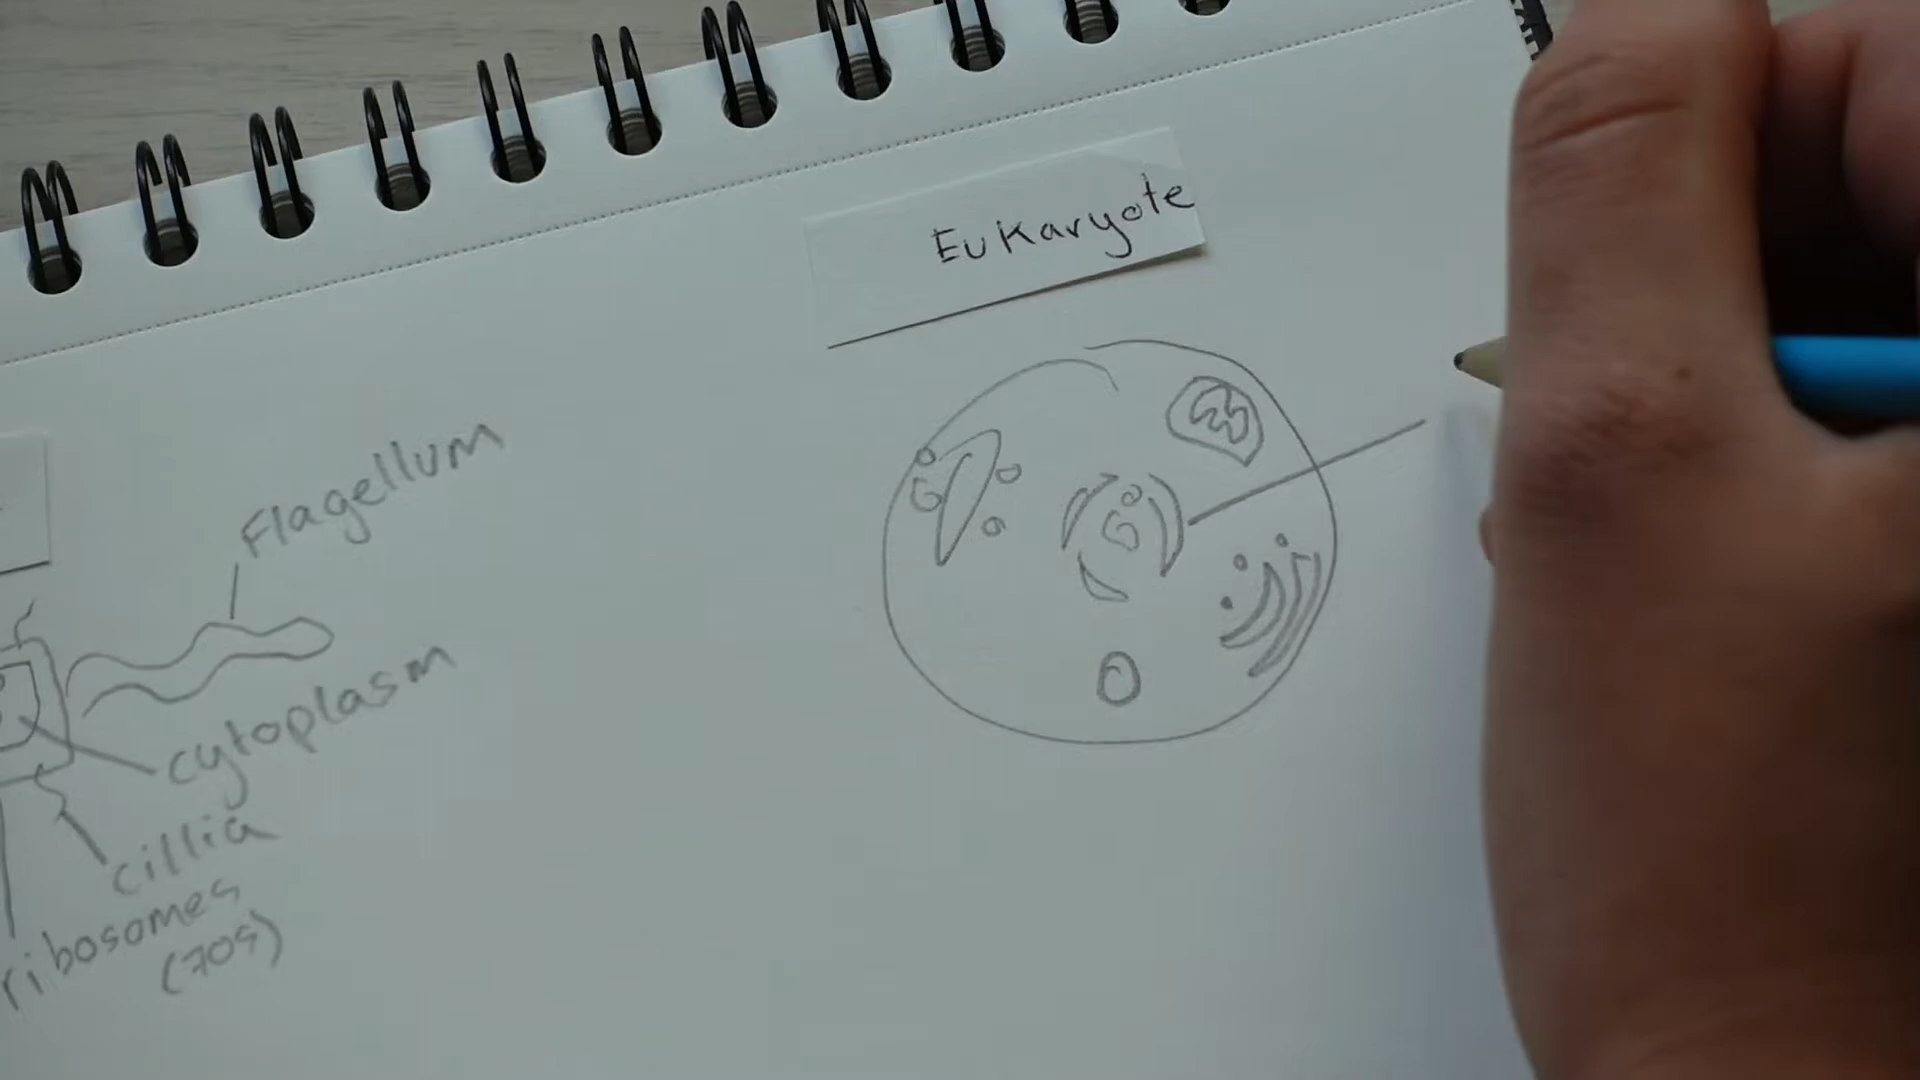 Eukaryote
Flagellum
cytoplasm
cillia
ribosomes
(70s)